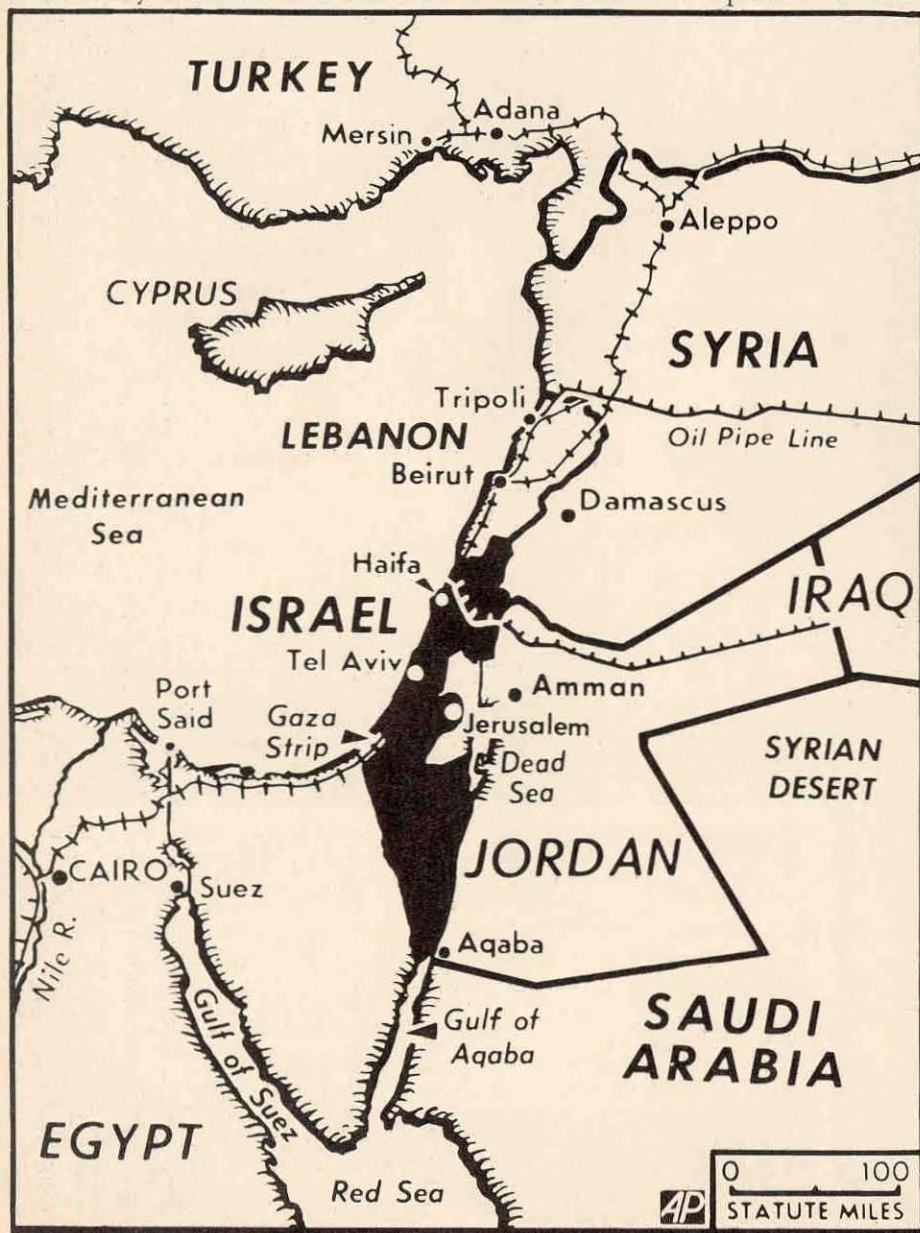 TURKEY
Adana
Mersin
Aleppo
CYPRUS
SYRIA
Tripoli
Oil Pipe Line
LEBANON
Beirut
Mediterranean
Sea
Damascus
Haifa
IRAQ
ISRAEL
Tel Aviv
Amman
Port
Said
Gaza
Strip
Jerusalem
Dead
Sea
SYRIAN
DESERT
JORDAN
CAIRO
Suez
Nile R.
Aqaba
Gulf of Suez
Gulf of
Aqaba
SAUDI
ARABIA
EGYPT
Red Sea
AP
0 100
STATUTE MILES